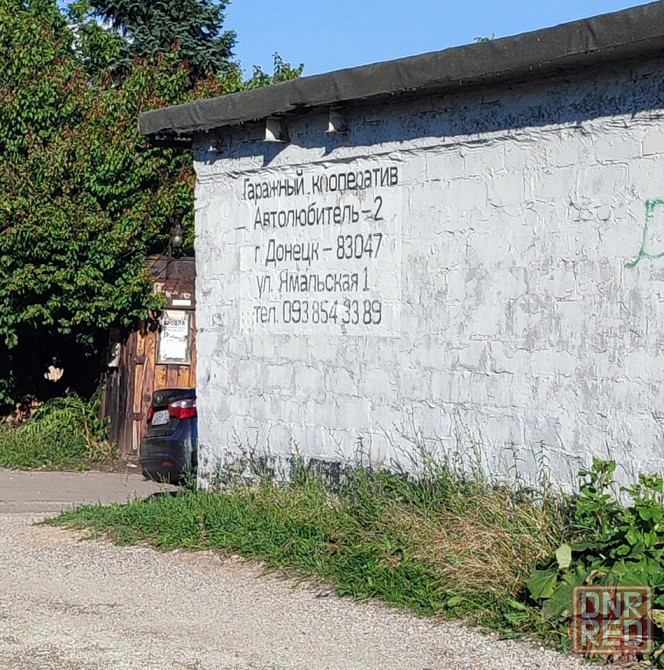 Гаражный кооператив
Автолюбитель-2
г Донецк – 83047
ул. Ямальская 1
тел. 093 854 33 89
DNR
RED